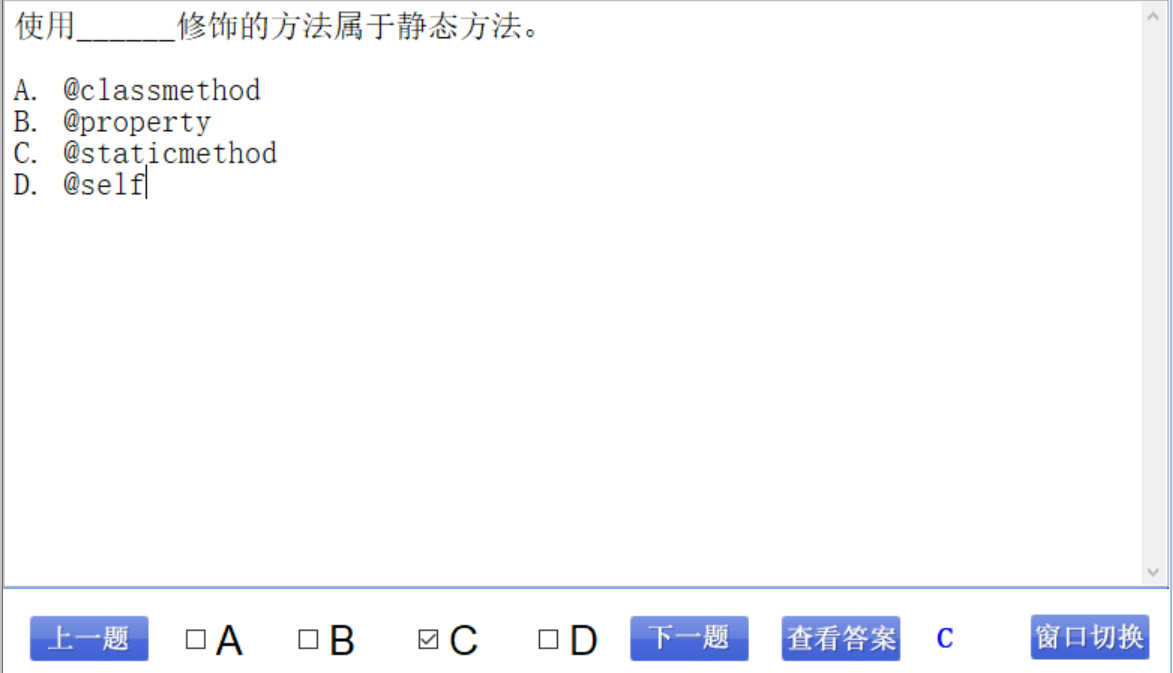 使用______修饰的方法属于静态方法。
A. @classmethod
B. @property
C. @staticmethod
D. @self
上一题 A B C D 下一题 查看答案 C 窗口切换